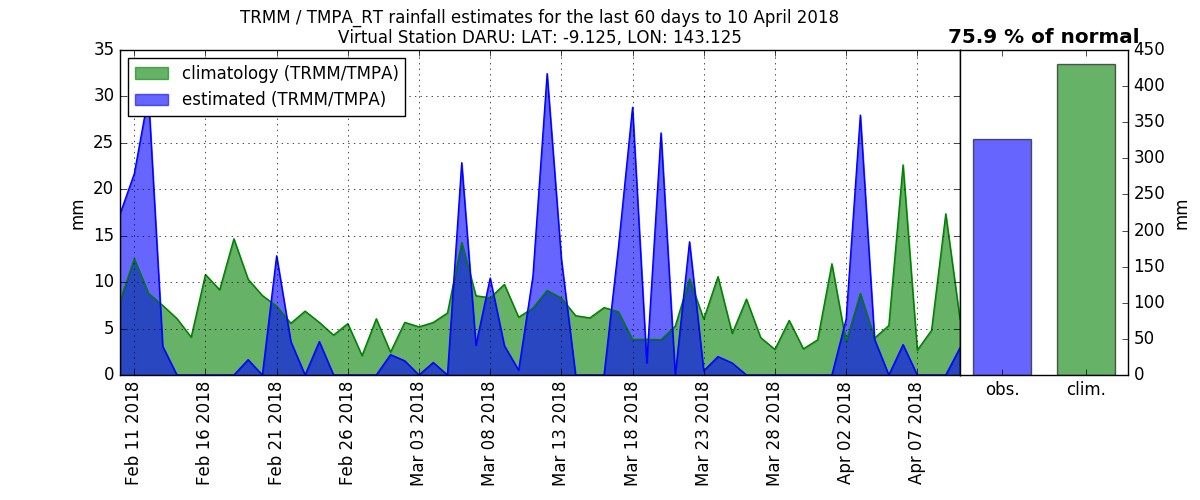 TRMM / TMPA_RT rainfall estimates for the last 60 days to 10 April 2018
Virtual Station DARU: LAT: -9.125, LON: 143.125
75.9 % of normal
climatology (TRMM/TMPA)
estimated (TRMM/TMPA)
mm
35
30
25
20
15
10
5
0
Feb 11 2018
Feb 16 2018
Feb 21 2018
Feb 26 2018
Mar 03 2018
Mar 08 2018
Mar 13 2018
Mar 18 2018
Mar 23 2018
Mar 28 2018
Apr 02 2018
Apr 07 2018
obs.
clim.
450
400
350
300
250
200
150
100
50
0
mm